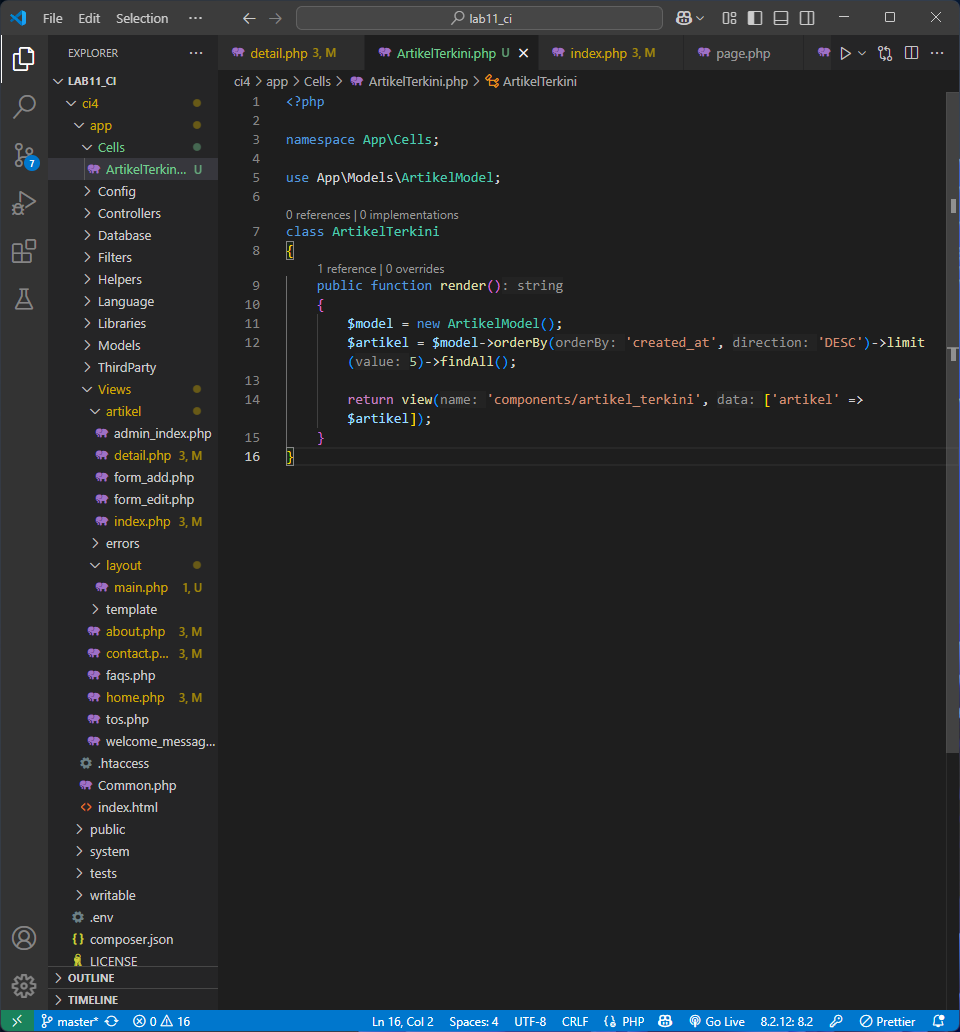 File Edit Selection ··· lab11_ci
EXPLORER ···
LAB11_CI
ci4
app
Cells
ArtikelTerkin... U
Config
Controllers
Database
Filters
Helpers
Language
Libraries
Models
ThirdParty
Views
artikel
admin_index.php
detail.php 3, M
form_add.php
form_edit.php
index.php 3, M
errors
layout
main.php 1, U
template
about.php 3, M
contact.p... 3, M
faqs.php
home.php 3, M
tos.php
welcome_messag...
.htaccess
Common.php
index.html
public
system
tests
writable
.env
composer.json
LICENSE
OUTLINE
TIMELINE
7
detail.php 3, M ArtikelTerkini.php U index.php 3, M page.php
ci4 > app > Cells > ArtikelTerkini.php > ArtikelTerkini
1 <?php
2
3 namespace App\Cells;
4
5 use App\Models\ArtikelModel;
6
0 references | 0 implementations
7 class ArtikelTerkini
8 {
1 reference | 0 overrides
9 public function render(): string
10 {
11 $model = new ArtikelModel();
12 $artikel = $model->orderBy(orderBy: 'created_at', direction: 'DESC')->limit
(value: 5)->findAll();
13
14 return view(name: 'components/artikel_terkini', data: ['artikel' =>
$artikel]);
15 }
16 }
master* 0 16 Ln 16, Col 2 Spaces: 4 UTF-8 CRLF {} PHP Go Live 8.2.12: 8.2 Prettier